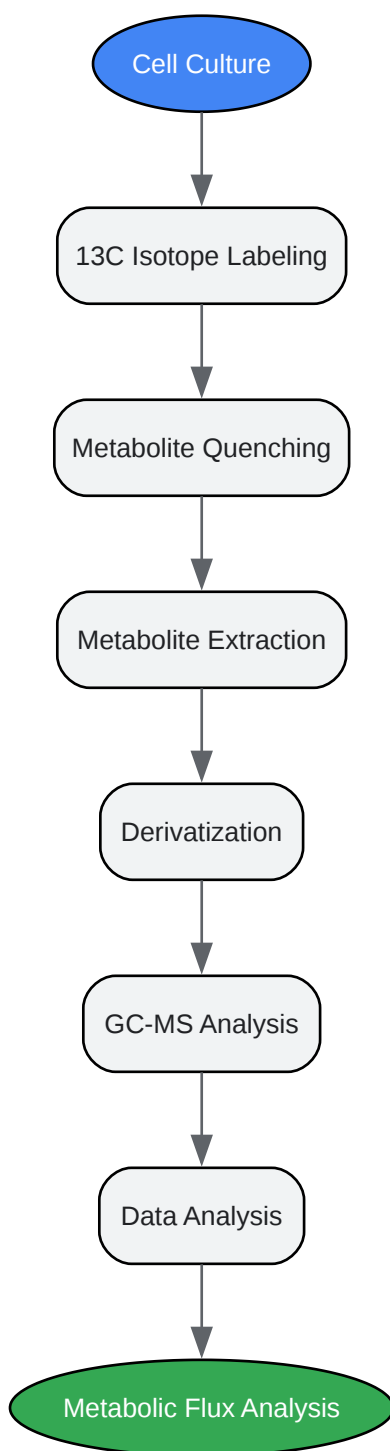 Cell Culture
13C Isotope Labeling
Metabolite Quenching
Metabolite Extraction
Derivatization
GC-MS Analysis
Data Analysis
Metabolic Flux Analysis